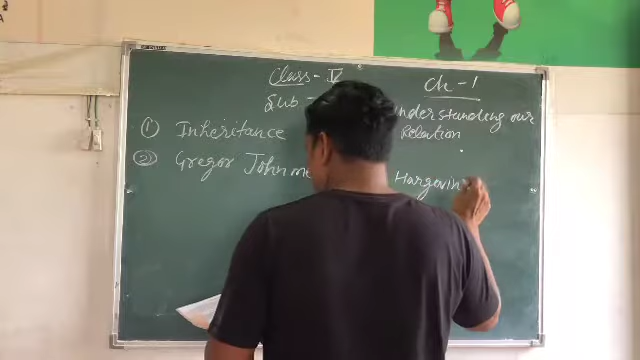 Class - V Ch - 1
Sub - Understanding our
① Inheritance Relation
② Gregor John Hargovin